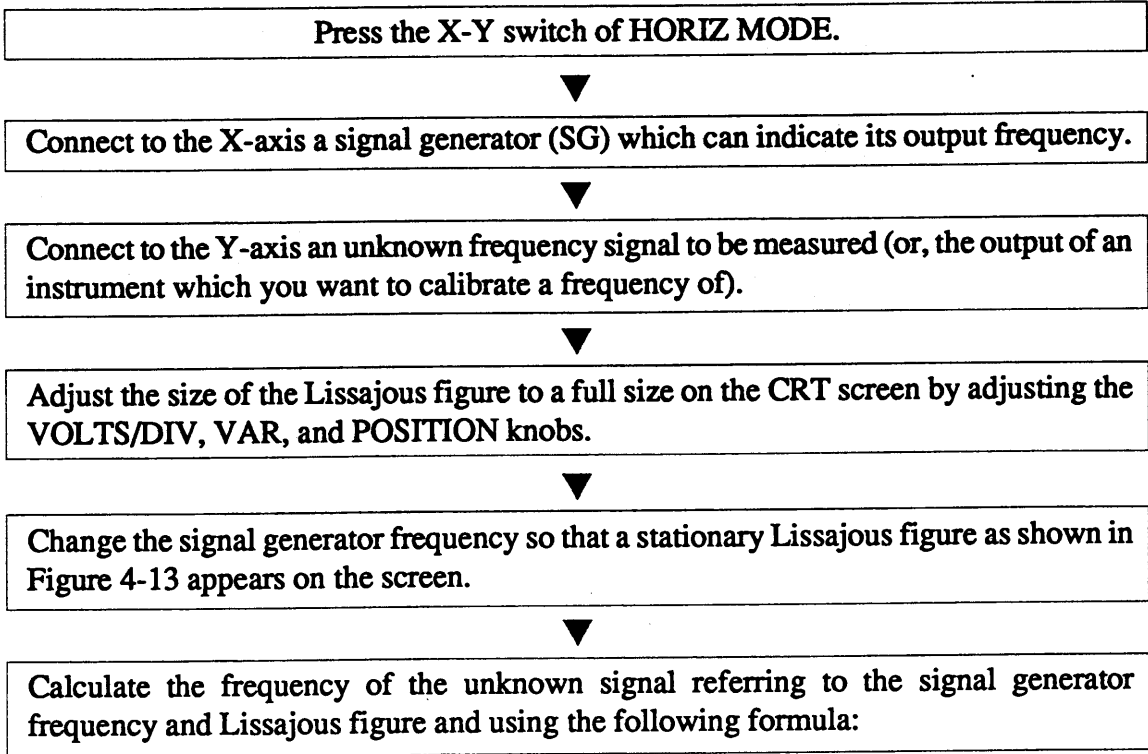 Press the X-Y switch of HORIZ MODE.
Connect to the X-axis a signal generator (SG) which can indicate its output frequency.
Connect to the Y-axis an unknown frequency signal to be measured (or, the output of an
instrument which you want to calibrate a frequency of).
Adjust the size of the Lissajous figure to a full size on the CRT screen by adjusting the
VOLTS/DIV, VAR, and POSITION knobs.
Change the signal generator frequency so that a stationary Lissajous figure as shown in
Figure 4-13 appears on the screen.
Calculate the frequency of the unknown signal referring to the signal generator
frequency and Lissajous figure and using the following formula: